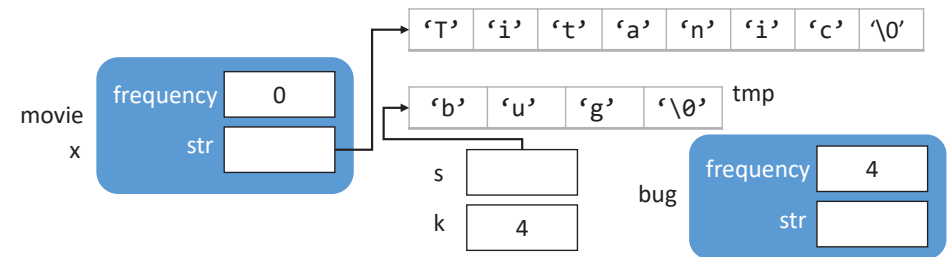 ‘T’ ‘i’ ‘t’ ‘a’ ‘n’ ‘i’ ‘c’ ‘\0’
frequency 0
movie
x
str
‘b’ ‘u’ ‘g’ ‘\0’ tmp
s
k 4
bug
frequency 4
str